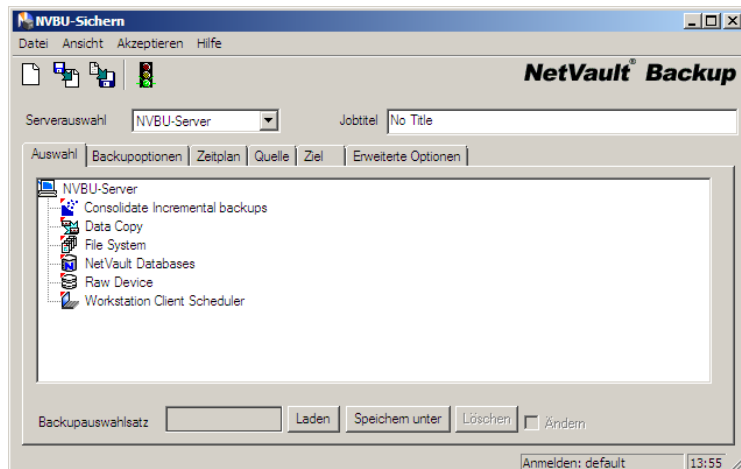 NVBU-Sichern
Datei Ansicht Akzeptieren Hilfe
NetVault® Backup
Serverauswahl NVBU-Server Jobtitel No Title
Auswahl Backupoptionen Zeitplan Quelle Ziel Erweiterte Optionen
NVBU-Server
Consolidate Incremental backups
Data Copy
File System
NetVault Databases
Raw Device
Workstation Client Scheduler
Backupauswahlsatz Laden Speichern unter Löschen Ändern
Anmelden: default 13:55